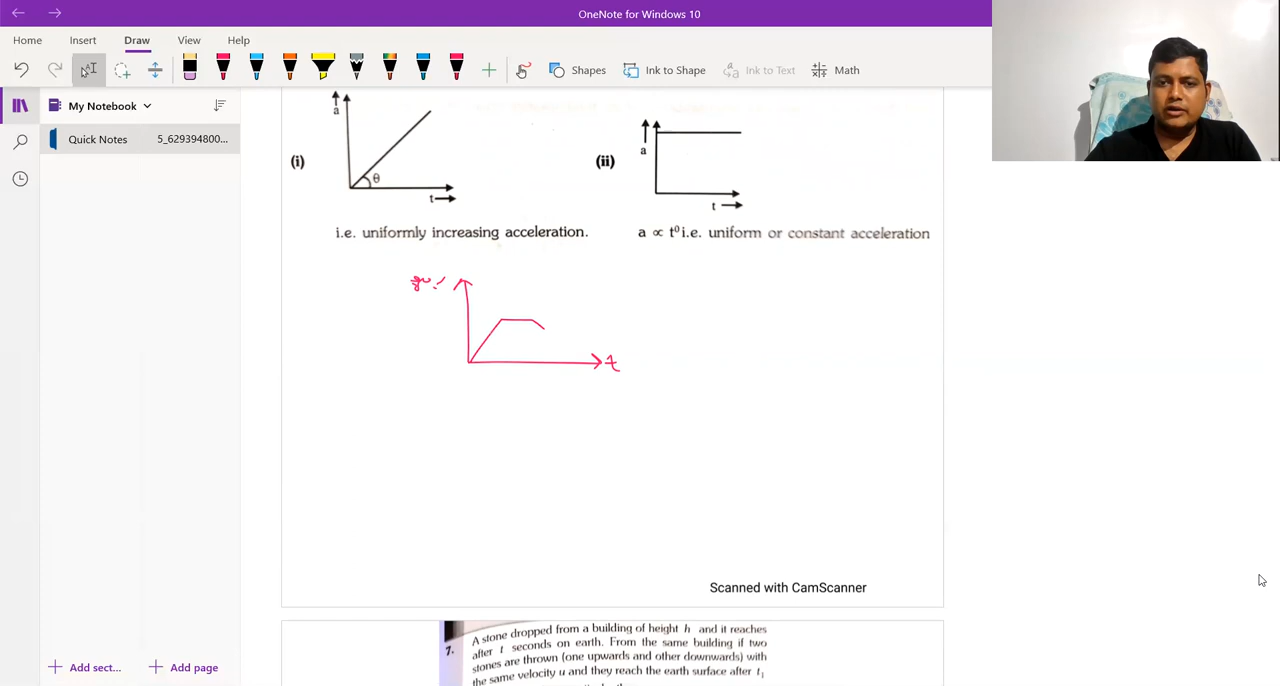 OneNote for Windows 10
Home Insert Draw View Help
Shapes Ink to Shape Ink to Text Math
My Notebook
Quick Notes 5_629394800...
a
(i)
θ
t
a
(ii)
t
i.e. uniformly increasing acceleration.
a ∝ t⁰ i.e. uniform or constant acceleration
t
Scanned with CamScanner
7. A stone dropped from a building of height h and it reaches
after t seconds on earth. From the same building if two
stones are thrown (one upwards and other downwards) with
the same velocity u and they reach the earth surface after t₁
Add sect... Add page